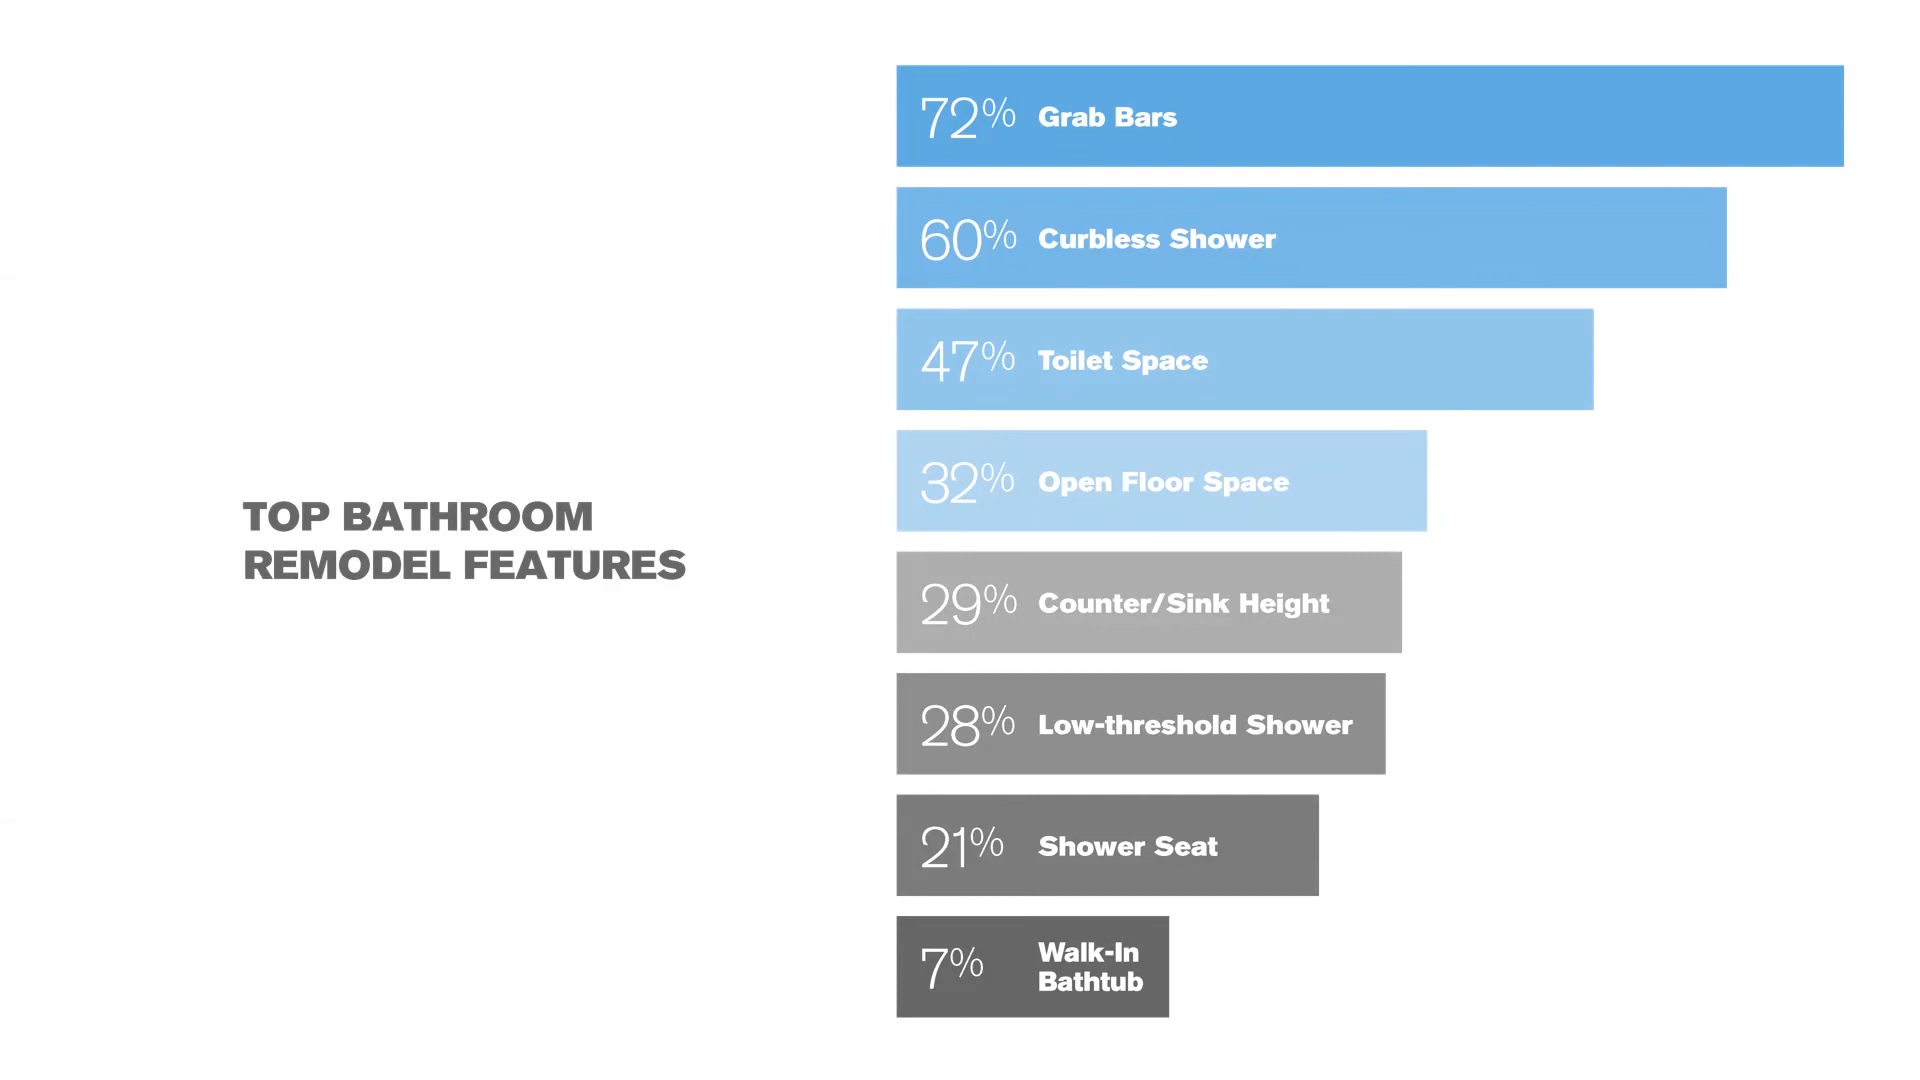 TOP BATHROOM
REMODEL FEATURES
72% Grab Bars
60% Curbless Shower
47% Toilet Space
32% Open Floor Space
29% Counter/Sink Height
28% Low-threshold Shower
21% Shower Seat
7% Walk-In
Bathtub